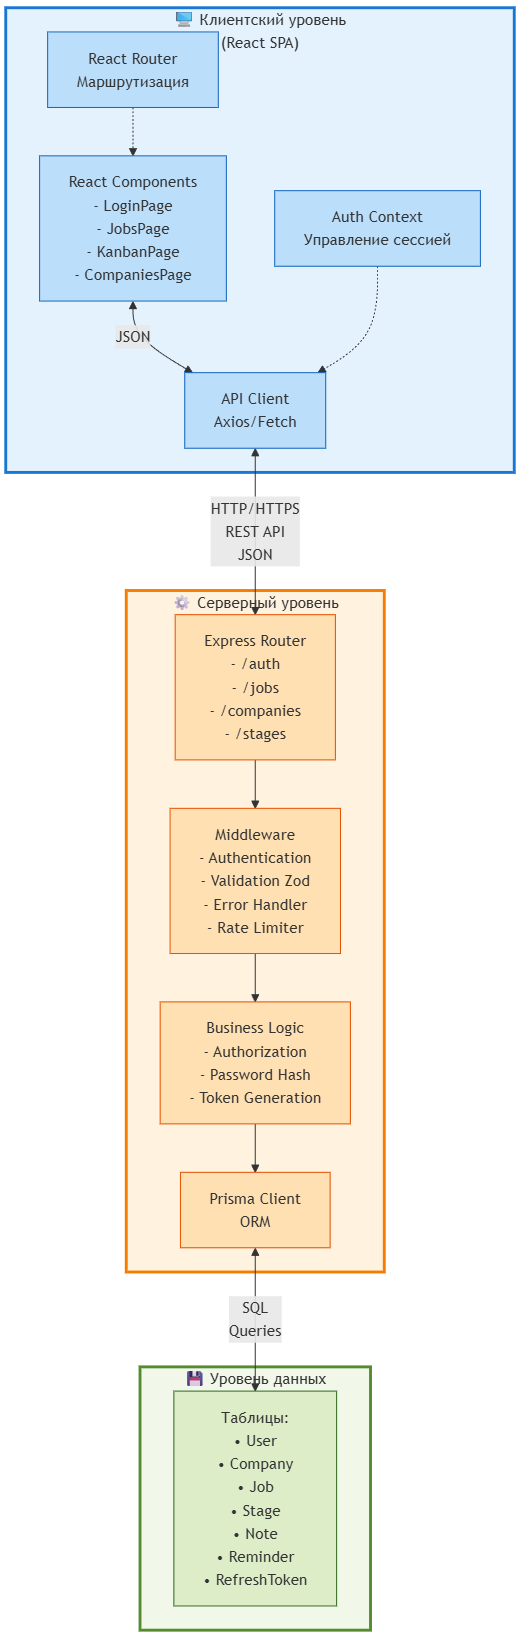 🖥️ Клиентский уровень
(React SPA)
React Router
Маршрутизация
React Components
- LoginPage
- JobsPage
- KanbanPage
- CompaniesPage
Auth Context
Управление сессией
JSON
API Client
Axios/Fetch
HTTP/HTTPS
REST API
JSON
⚙️ Серверный уровень
Express Router
- /auth
- /jobs
- /companies
- /stages
Middleware
- Authentication
- Validation Zod
- Error Handler
- Rate Limiter
Business Logic
- Authorization
- Password Hash
- Token Generation
Prisma Client
ORM
SQL
Queries
💾 Уровень данных
Таблицы:
• User
• Company
• Job
• Stage
• Note
• Reminder
• RefreshToken